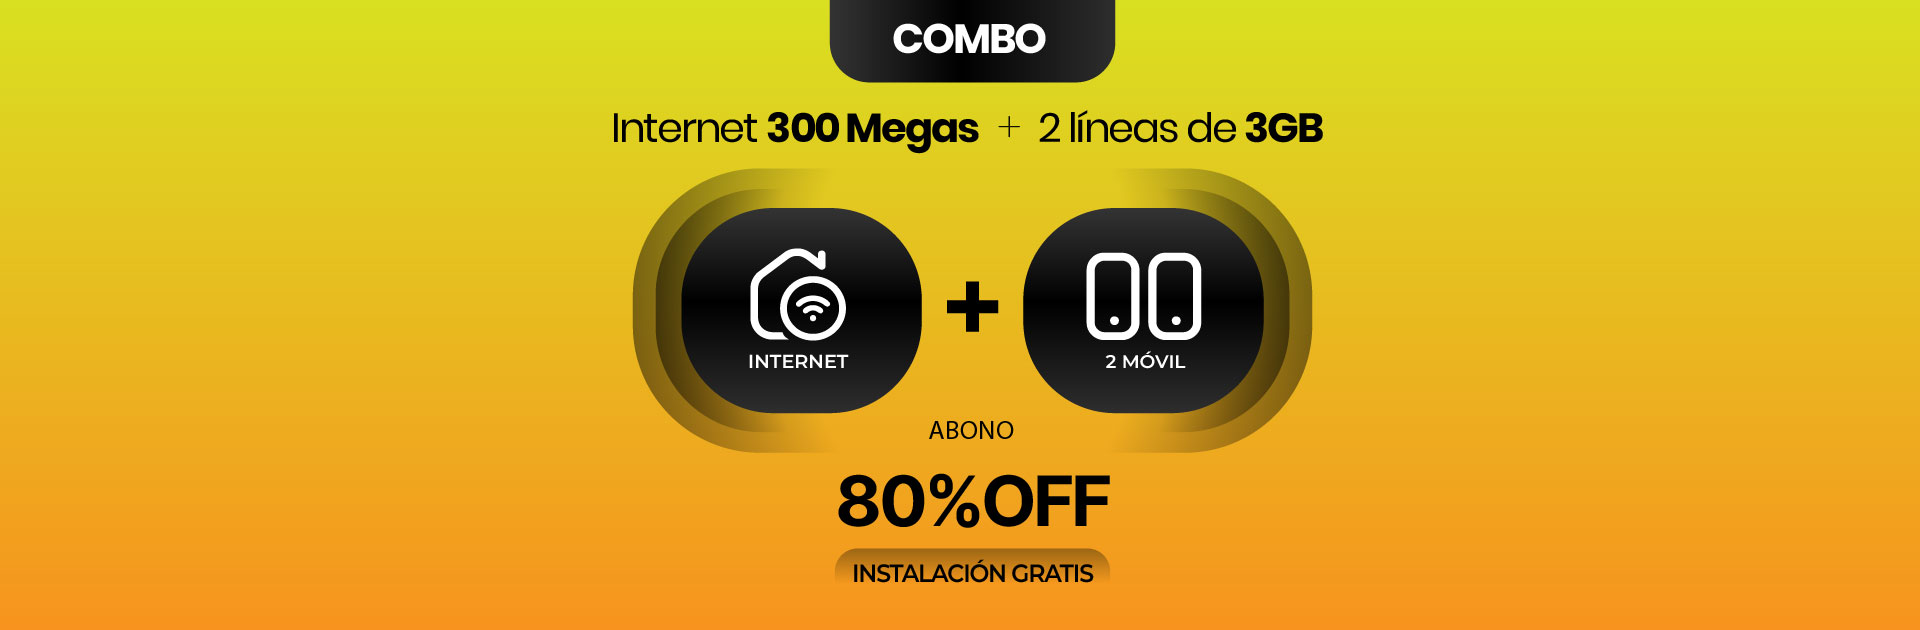 COMBO
Internet 300 Megas + 2 líneas de 3GB
INTERNET + 2 MÓVIL
ABONO
80%OFF
INSTALACIÓN GRATIS